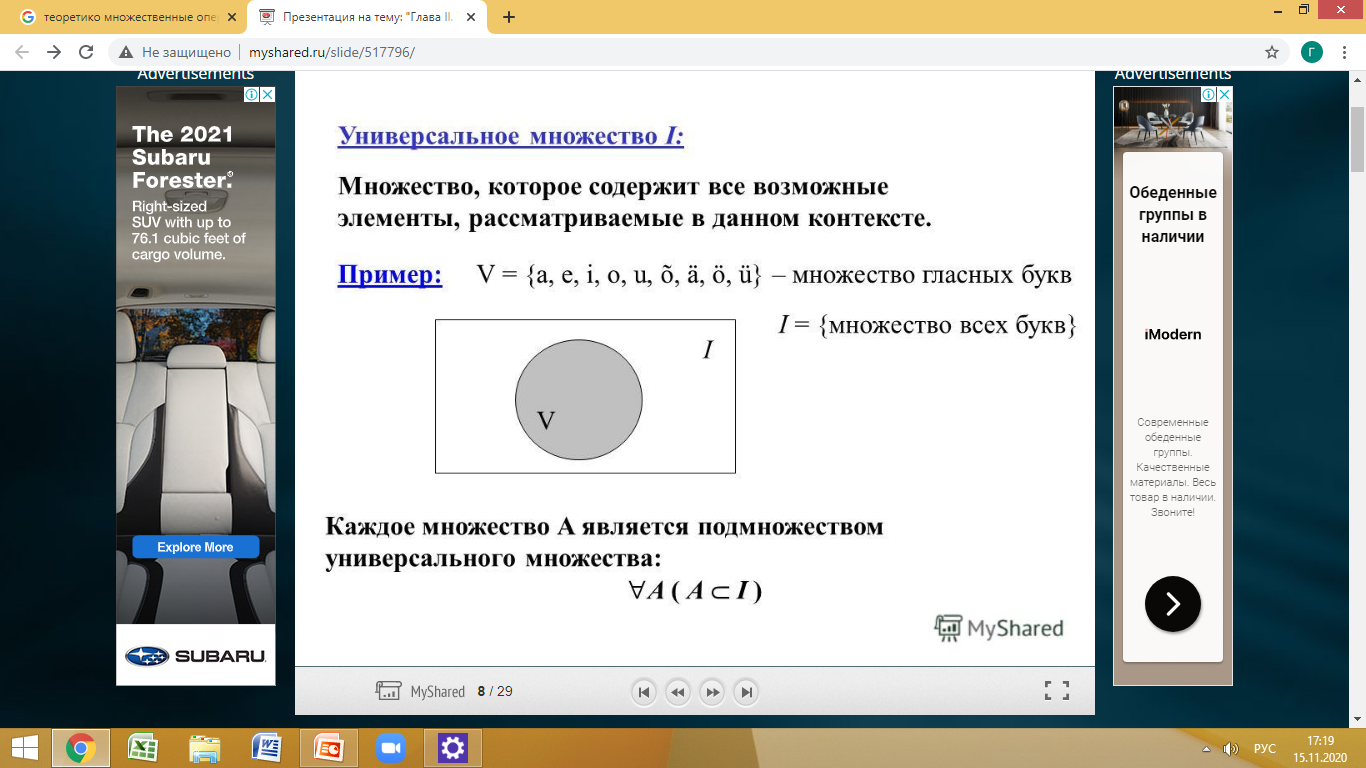 теоретико множественные опе
Презентация на тему: "Глава II.
Не защищено
myshared.ru/slide/517796/
Г
Advertisements
The 2021
Subaru
Forester.®
Right-sized
SUV with up to
76.1 cubic feet of
cargo volume.
Explore More
SUBARU
Универсальное множество I:
Множество, которое содержит все возможные
элементы, рассматриваемые в данном контексте.
Пример: V = {a, e, i, o, u, õ, ä, ö, ü} – множество гласных букв
I = {множество всех букв}
I
V
Каждое множество A является подмножеством
универсального множества:
∀A ( A ⊂ I )
MyShared
MyShared 8 / 29
Advertisements
Обеденные
группы в
наличии
iModern
Современные
обеденные
группы.
Качественные
материалы. Весь
товар в наличии.
Звоните!
РУС
17:19
15.11.2020